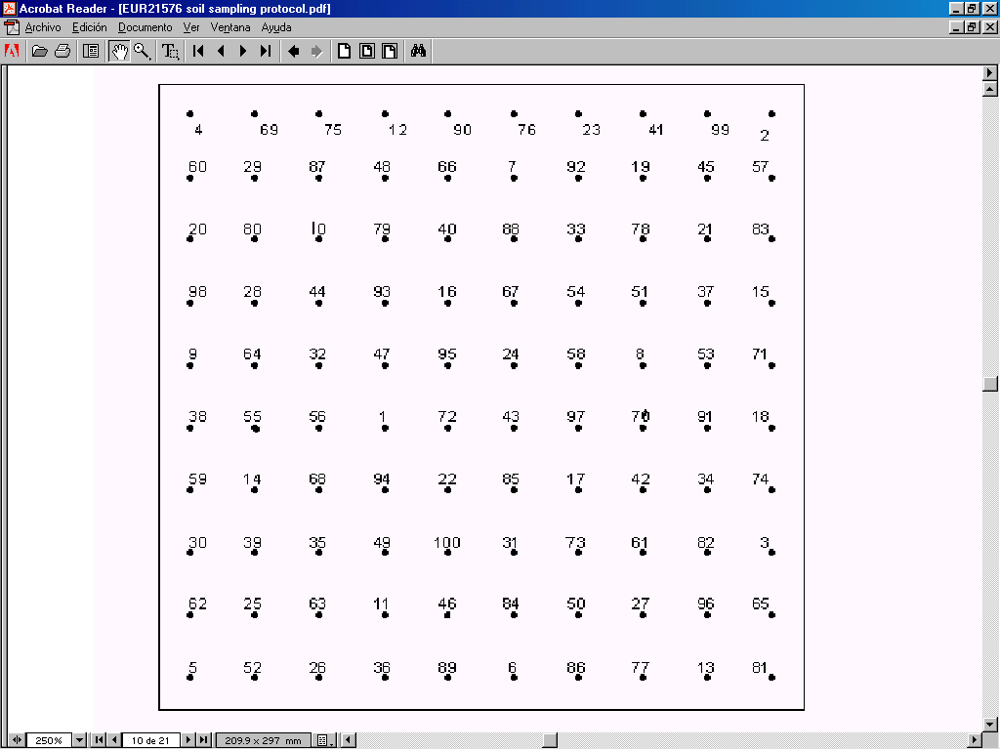 Acrobat Reader - [EUR21576 soil sampling protocol.pdf]
Archivo Edición Documento Ver Ventana Ayuda
4 69 75 12 90 76 23 41 99 2
60 29 87 48 66 7 92 19 45 57
20 80 10 79 40 88 33 78 21 83
98 28 44 93 16 67 54 51 37 15
9 64 32 47 95 24 58 8 53 71
38 55 56 1 72 43 97 70 91 18
59 14 68 94 22 85 17 42 34 74
30 39 35 49 100 31 73 61 82 3
62 25 63 11 46 84 50 27 96 65
5 52 26 36 89 6 86 77 13 81
250% 10 de 21 209.9 x 297 mm